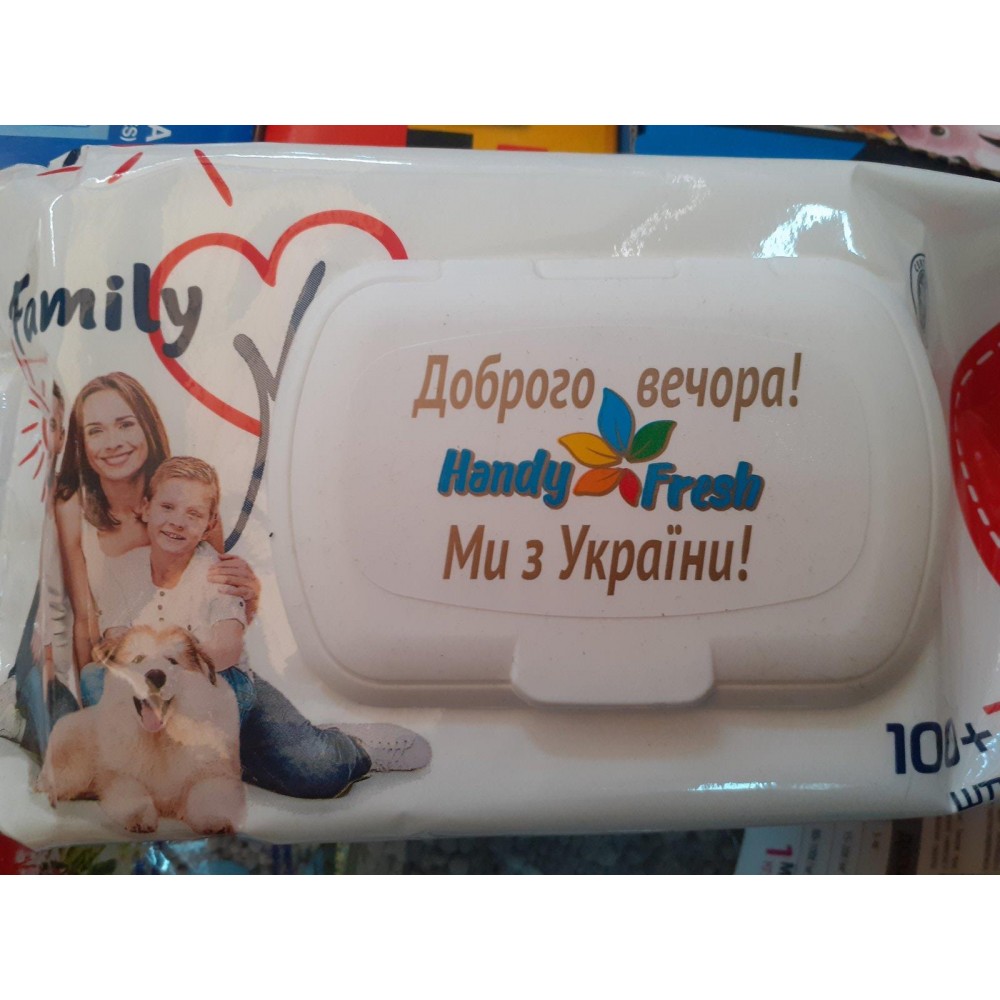 Family
Доброго вечора!
Handy Fresh
Ми з України!
100+